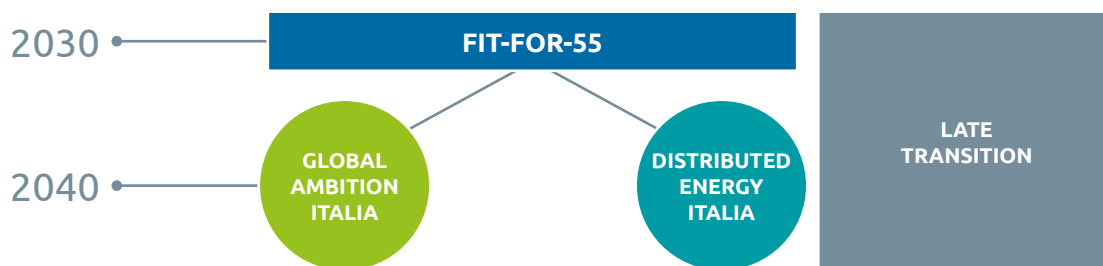 2030
FIT-FOR-55
2040
GLOBAL
AMBITION
ITALIA
DISTRIBUTED
ENERGY
ITALIA
LATE
TRANSITION